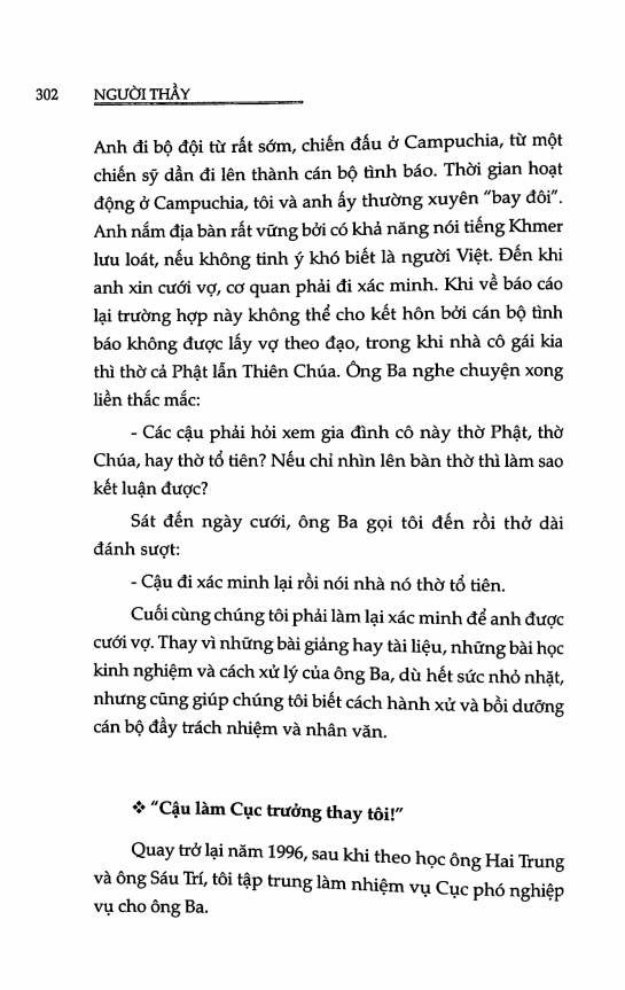 302 NGƯỜI THẦY
Anh đi bộ đội từ rất sớm, chiến đấu ở Campuchia, từ một
chiến sỹ dần đi lên thành cán bộ tình báo. Thời gian hoạt
động ở Campuchia, tôi và anh ấy thường xuyên "bay đôi".
Anh nắm địa bàn rất vững bởi có khả năng nói tiếng Khmer
lưu loát, nếu không tinh ý khó biết là người Việt. Đến khi
anh xin cưới vợ, cơ quan phải đi xác minh. Khi về báo cáo
lại trường hợp này không thể cho kết hôn bởi cán bộ tình
báo không được lấy vợ theo đạo, trong khi nhà cô gái kia
thì thờ cả Phật lẫn Thiên Chúa. Ông Ba nghe chuyện xong
liền thắc mắc:
- Các cậu phải hỏi xem gia đình cô này thờ Phật, thờ
Chúa, hay thờ tổ tiên? Nếu chỉ nhìn lên bàn thờ thì làm sao
kết luận được?
Sát đến ngày cưới, ông Ba gọi tôi đến rồi thở dài
đánh sượt:
- Cậu đi xác minh lại rồi nói nhà nó thờ tổ tiên.
Cuối cùng chúng tôi phải làm lại xác minh để anh được
cưới vợ. Thay vì những bài giảng hay tài liệu, những bài học
kinh nghiệm và cách xử lý của ông Ba, dù hết sức nhỏ nhặt,
nhưng cũng giúp chúng tôi biết cách hành xử và bồi dưỡng
cán bộ đầy trách nhiệm và nhân văn.
❖ "Cậu làm Cục trưởng thay tôi!"
Quay trở lại năm 1996, sau khi theo học ông Hai Trung
và ông Sáu Trí, tôi tập trung làm nhiệm vụ Cục phó nghiệp
vụ cho ông Ba.